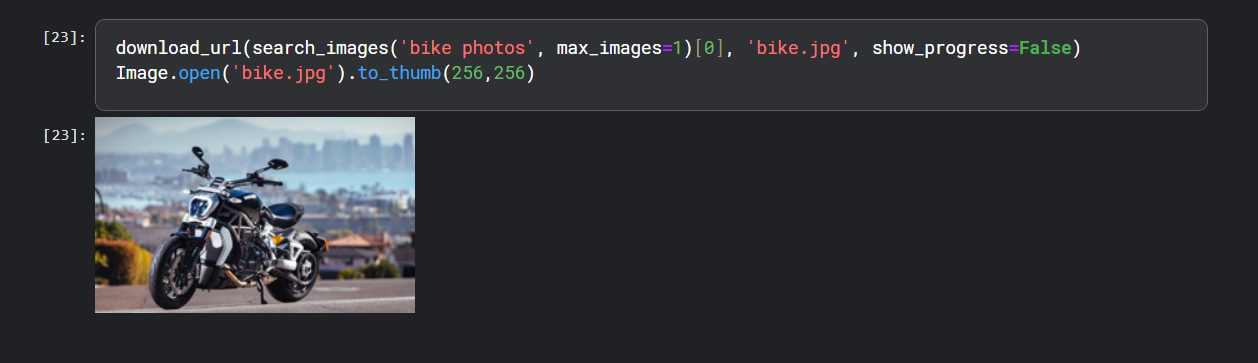 [23]:
download_url(search_images('bike photos', max_images=1)[0], 'bike.jpg', show_progress=False)
Image.open('bike.jpg').to_thumb(256,256)
[23]: